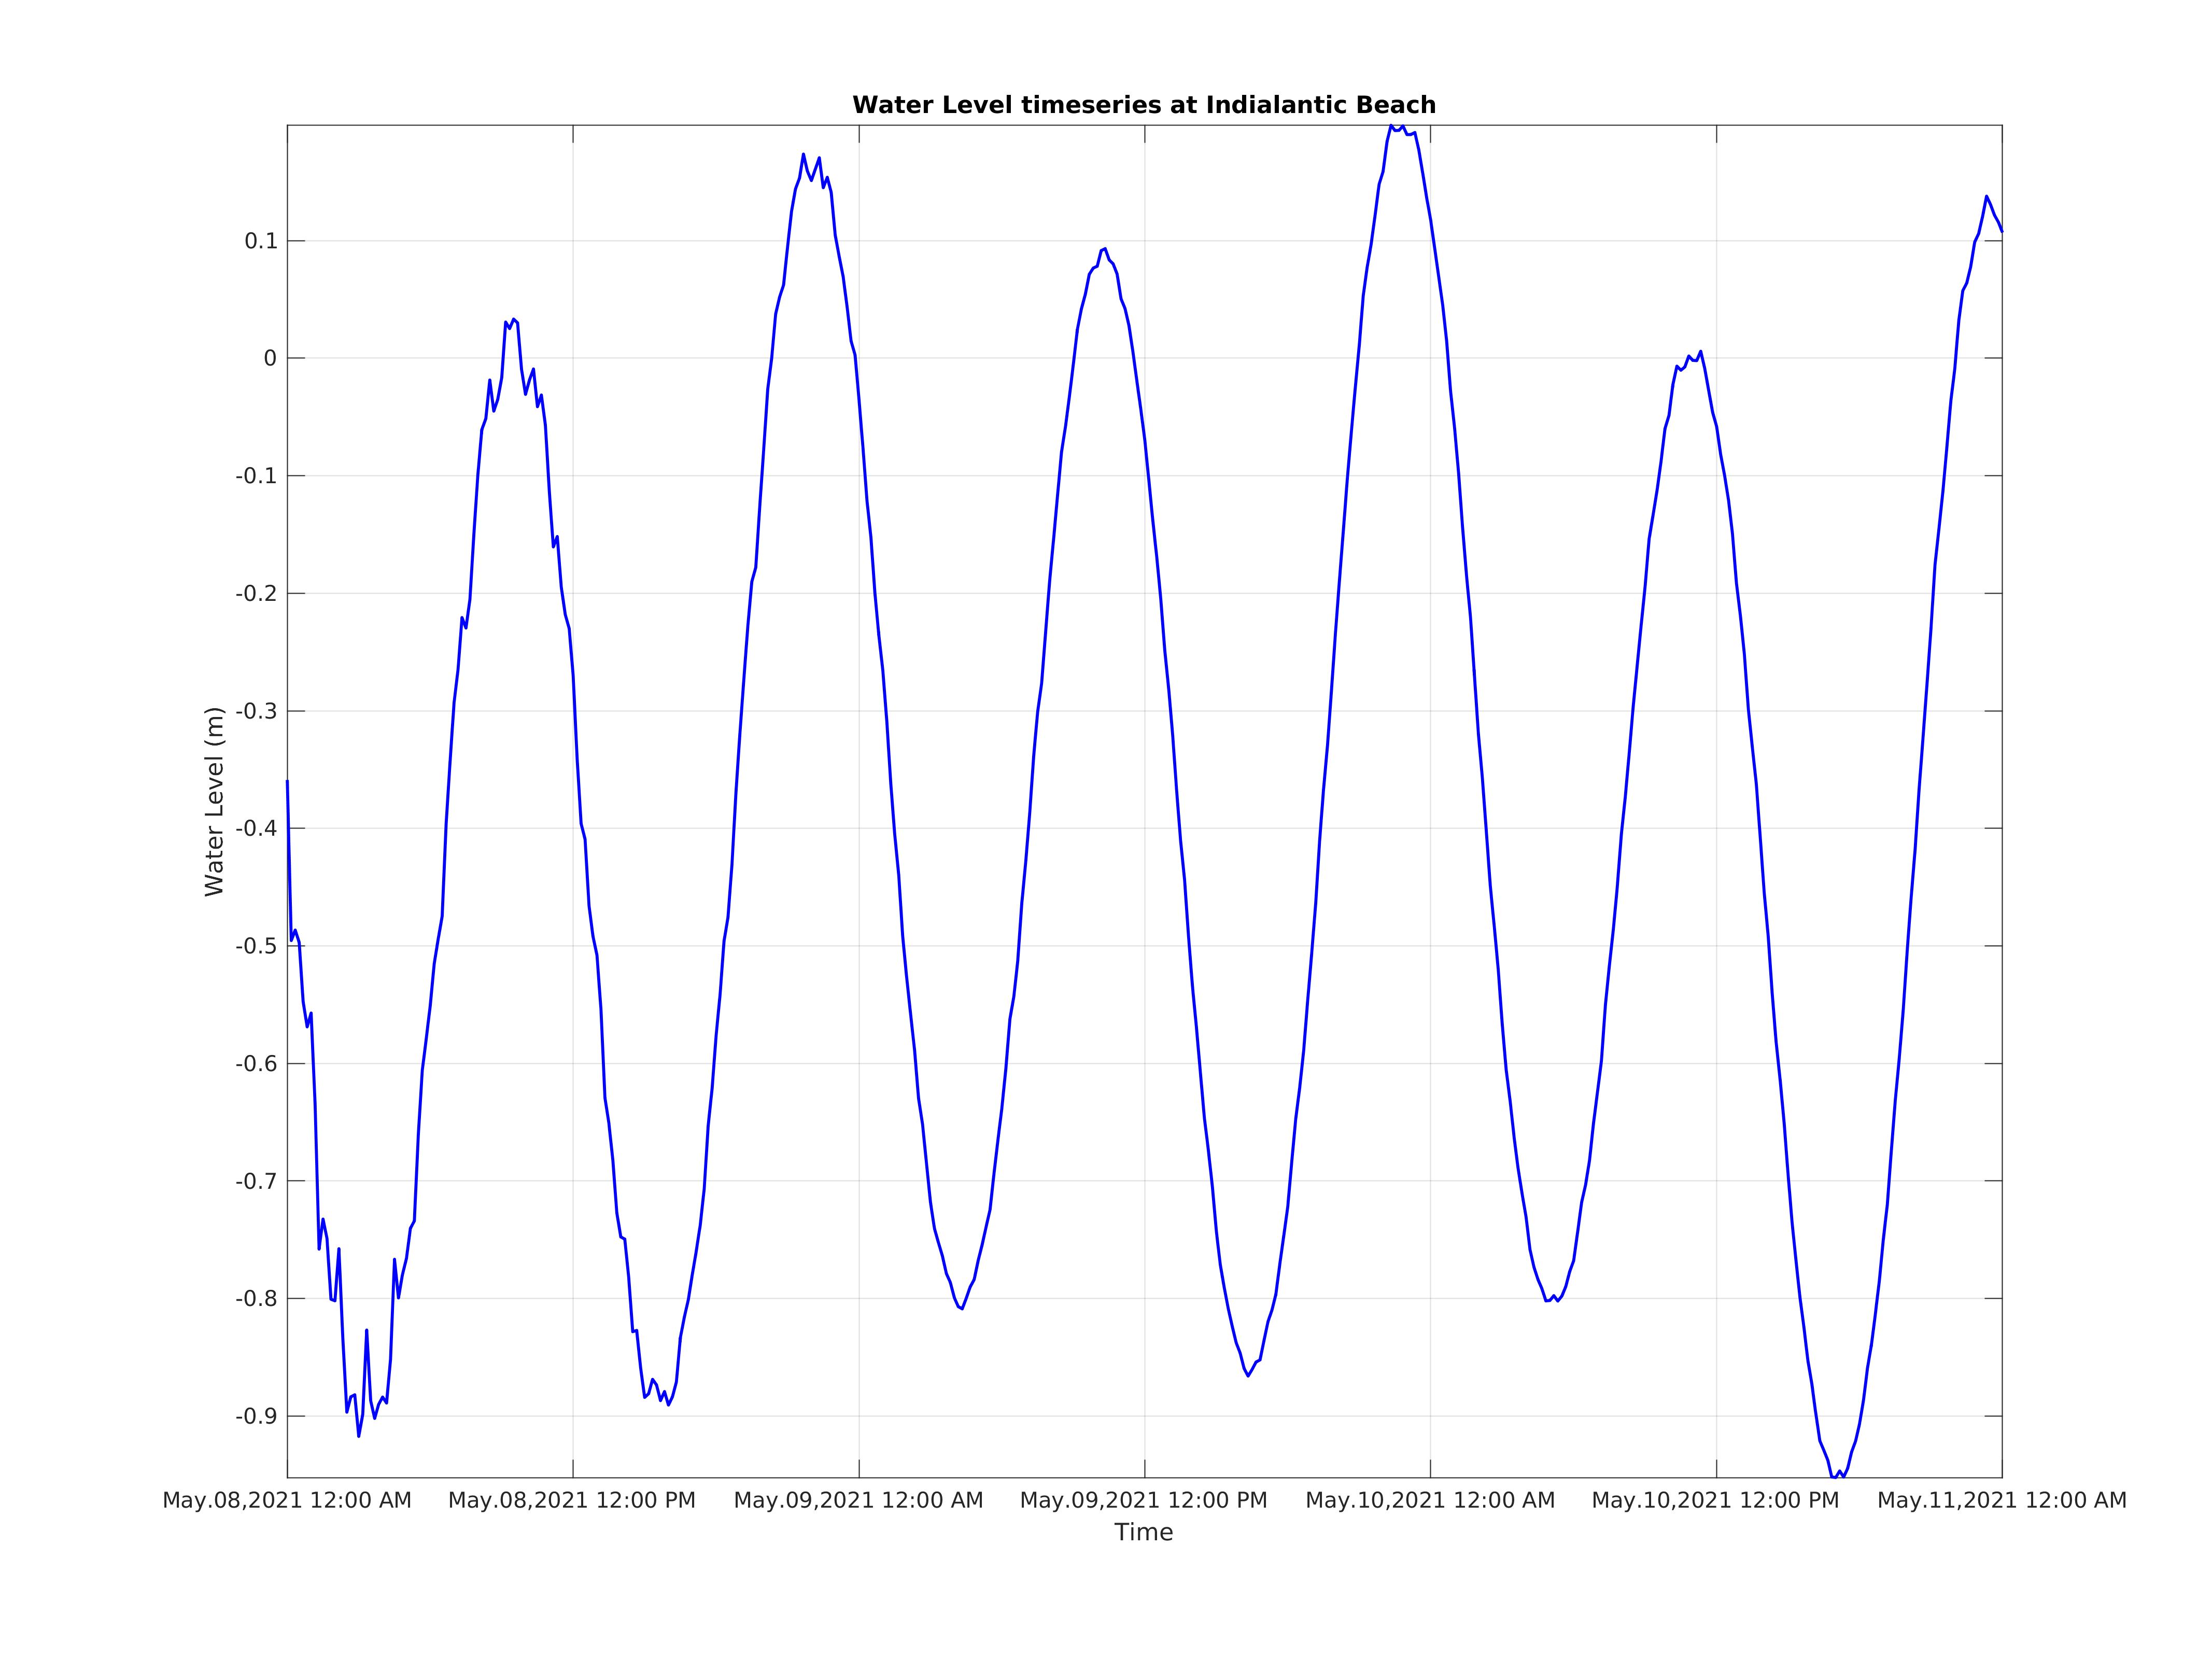 Water Level timeseries at Indialantic Beach
0.1
0
-0.1
-0.2
-0.3
-0.4
-0.5
-0.6
-0.7
-0.8
-0.9
Water Level (m)
May.08,2021 12:00 AM
May.08,2021 12:00 PM
May.09,2021 12:00 AM
May.09,2021 12:00 PM
May.10,2021 12:00 AM
May.10,2021 12:00 PM
May.11,2021 12:00 AM
Time